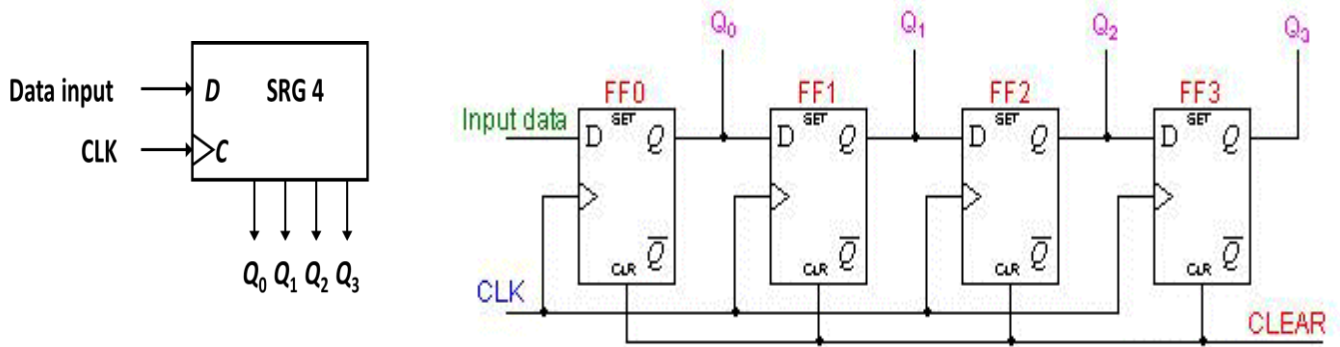 Data input
D
SRG 4
CLK
C
Q0 Q1 Q2 Q3
Q0
Q1
Q2
Q3
FF0
FF1
FF2
FF3
Input data
D SET Q
D SET Q
D SET Q
D SET Q
CLR Q̅
CLR Q̅
CLR Q̅
CLR Q̅
CLK
CLEAR